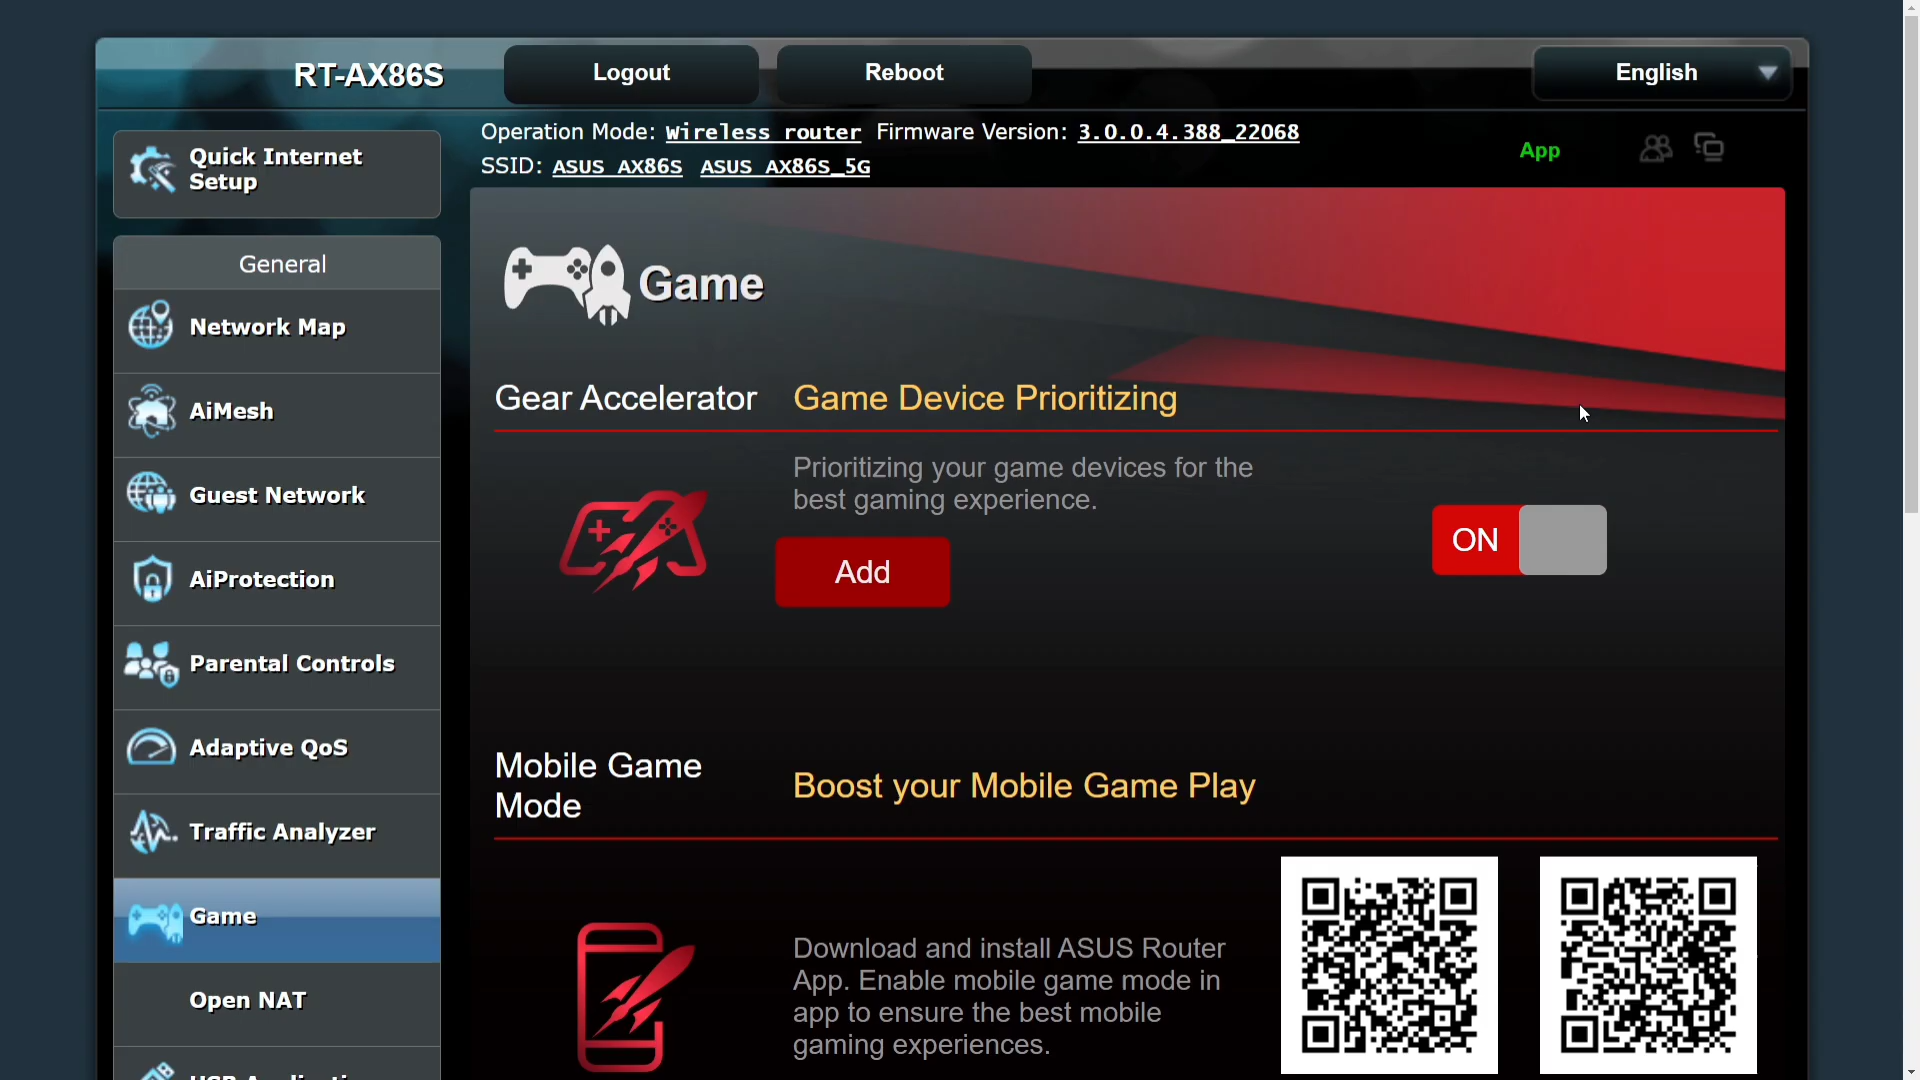 RT-AX86S
Logout
Reboot
English
Operation Mode: Wireless router Firmware Version: 3.0.0.4.388_22068
SSID: ASUS AX86S ASUS AX86S_5G
App
Quick Internet
Setup
General
Network Map
AiMesh
Guest Network
AiProtection
Parental Controls
Adaptive QoS
Traffic Analyzer
Game
Open NAT
Game
Gear Accelerator
Game Device Prioritizing
Prioritizing your game devices for the
best gaming experience.
Add
ON
Mobile Game
Mode
Boost your Mobile Game Play
Download and install ASUS Router
App. Enable mobile game mode in
app to ensure the best mobile
gaming experiences.